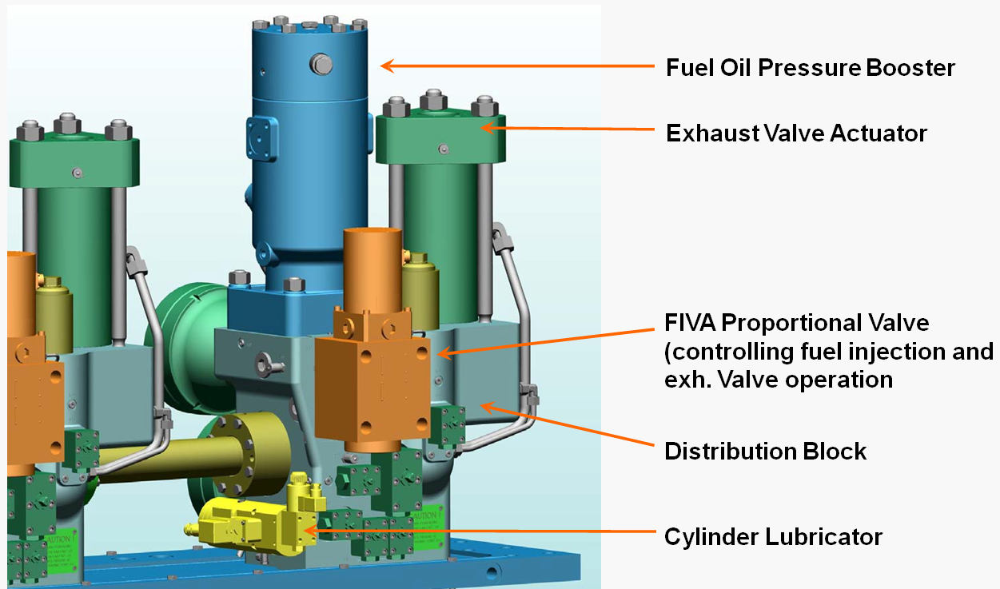 Fuel Oil Pressure Booster
Exhaust Valve Actuator
FIVA Proportional Valve
(controlling fuel injection and
exh. Valve operation
Distribution Block
Cylinder Lubricator